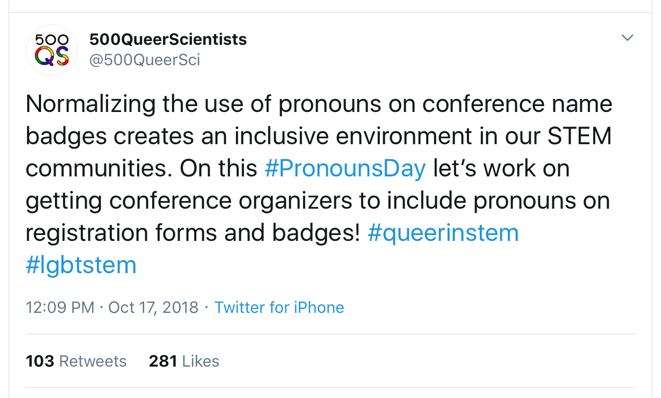 500
QS
500QueerScientists
@500QueerSci
Normalizing the use of pronouns on conference name
badges creates an inclusive environment in our STEM
communities. On this #PronounsDay let’s work on
getting conference organizers to include pronouns on
registration forms and badges! #queerinstem
#lgbtstem
12:09 PM · Oct 17, 2018 · Twitter for iPhone
103 Retweets 281 Likes